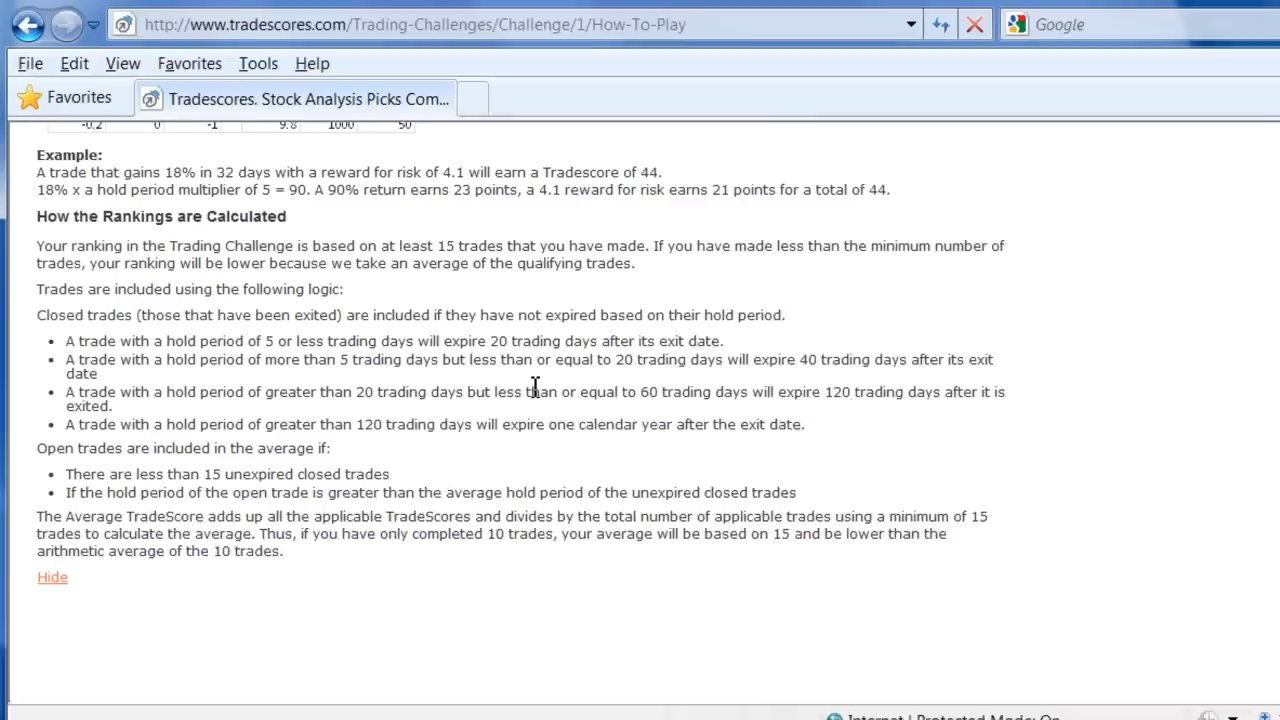 http://www.tradescores.com/Trading-Challenges/Challenge/1/How-To-Play
Google
File Edit View Favorites Tools Help
Favorites
Tradescores. Stock Analysis Picks Com...
-0.2 0 -1 9.8 1000 50
Example:
A trade that gains 18% in 32 days with a reward for risk of 4.1 will earn a Tradescore of 44.
18% x a hold period multiplier of 5 = 90. A 90% return earns 23 points, a 4.1 reward for risk earns 21 points for a total of 44.
How the Rankings are Calculated
Your ranking in the Trading Challenge is based on at least 15 trades that you have made. If you have made less than the minimum number of
trades, your ranking will be lower because we take an average of the qualifying trades.
Trades are included using the following logic:
Closed trades (those that have been exited) are included if they have not expired based on their hold period.
• A trade with a hold period of 5 or less trading days will expire 20 trading days after its exit date.
• A trade with a hold period of more than 5 trading days but less than or equal to 20 trading days will expire 40 trading days after its exit
date
• A trade with a hold period of greater than 20 trading days but less than or equal to 60 trading days will expire 120 trading days after it is
exited.
• A trade with a hold period of greater than 120 trading days will expire one calendar year after the exit date.
Open trades are included in the average if:
• There are less than 15 unexpired closed trades
• If the hold period of the open trade is greater than the average hold period of the unexpired closed trades
The Average TradeScore adds up all the applicable TradeScores and divides by the total number of applicable trades using a minimum of 15
trades to calculate the average. Thus, if you have only completed 10 trades, your average will be based on 15 and be lower than the
arithmetic average of the 10 trades.
Hide
Internet | Protected Mode: On